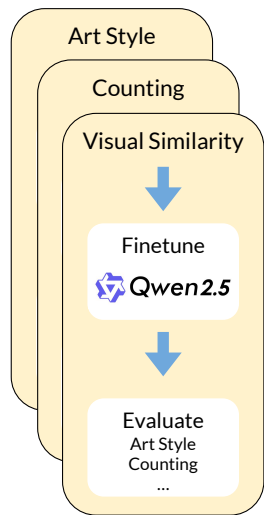 Art Style
Counting
Visual Similarity
Finetune
Qwen2.5
Evaluate
Art Style
Counting
...